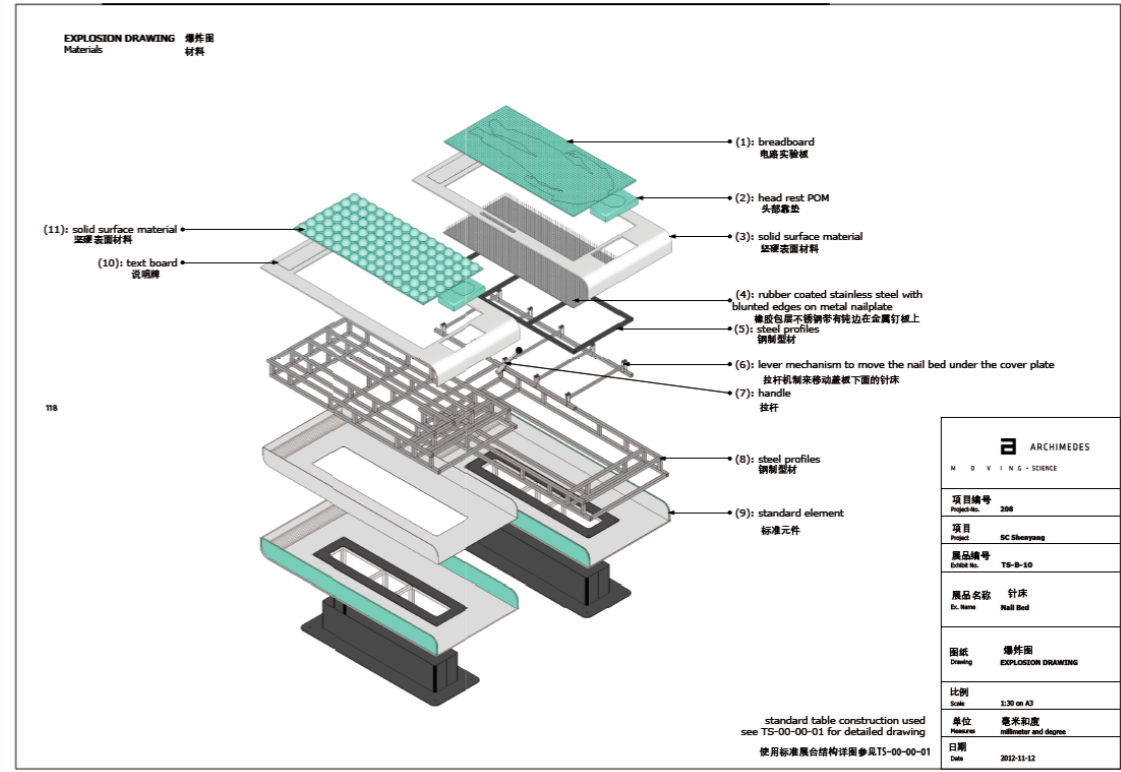 EXPLOSION DRAWING 爆炸图
Materials 材料
(1): breadboard
电路实验板
(2): head rest POM
头部靠垫
(3): solid surface material
坚硬表面材料
(11): solid surface material
坚硬表面材料
(10): text board
说明牌
(4): rubber coated stainless steel with
blunted edges on metal nailplate
橡胶包层不锈钢带有钝边在金属钉板上
(5): steel profiles
钢制型材
(6): lever mechanism to move the nail bed under the cover plate
拉杆机制来移动盖板下面的针床
(7): handle
拉杆
118
(8): steel profiles
钢制型材
(9): standard element
标准元件
ARCHIMEDES
MOVING-SCIENCE
项目编号
Project-No. 208
项目
Project SC Shenyang
展品编号
Exhibit No. TS-B-10
展品名称 针床
Ex. Name Nail Bed
图纸 爆炸图
Drawing EXPLOSION DRAWING
比例
Scale 1:30 on A3
单位 毫米和度
Measures millimeter and degree
日期
Date 2012-11-12
standard table construction used
see TS-00-00-01 for detailed drawing
使用标准展台结构详图参见TS-00-00-01